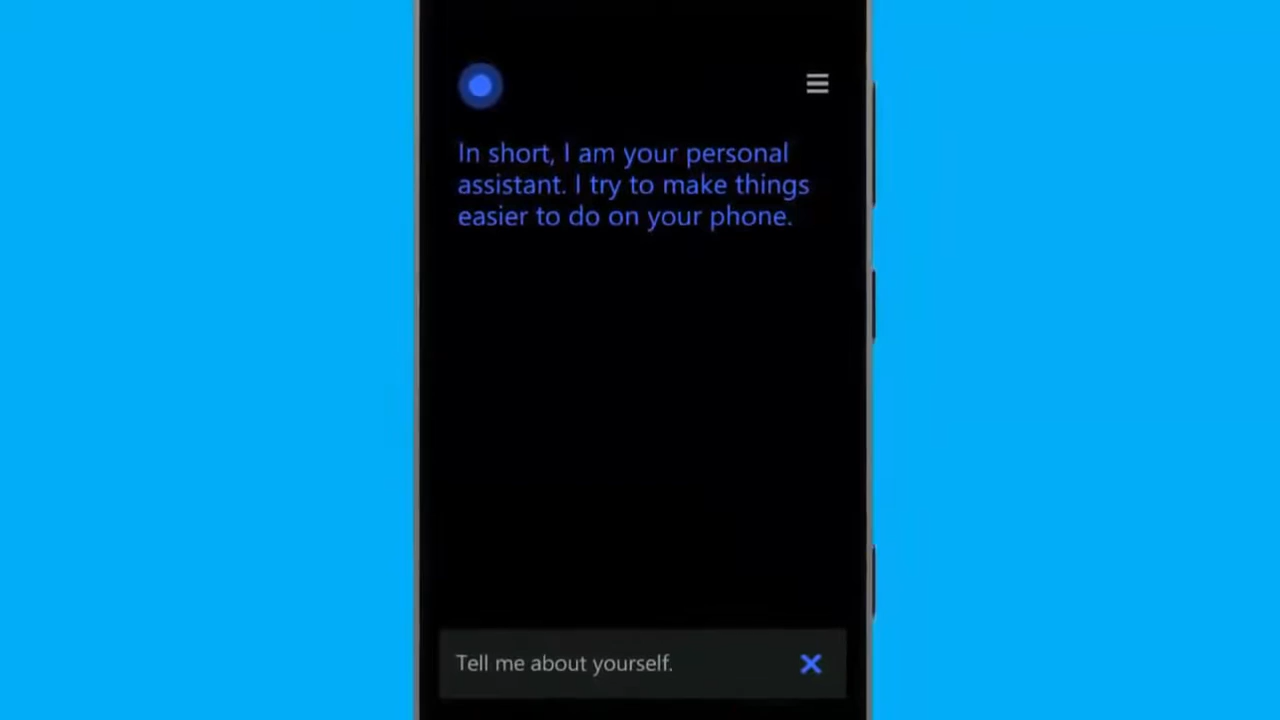 In short, I am your personal
assistant. I try to make things
easier to do on your phone.
Tell me about yourself.